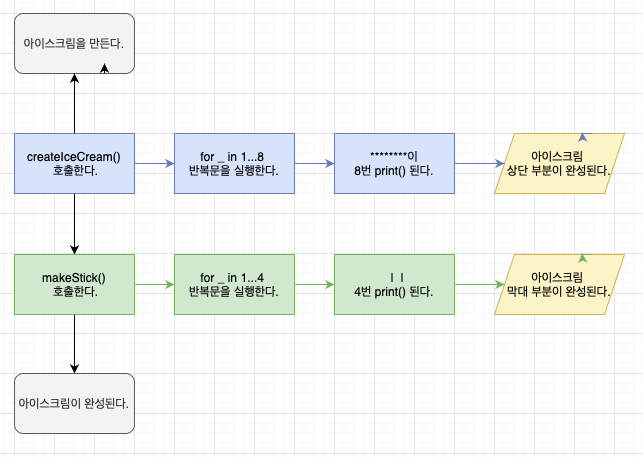 아이스크림을 만든다.
createIceCream()
호출한다.
for _ in 1...8
반복문을 실행한다.
********이
8번 print() 된다.
아이스크림
상단 부분이 완성된다.
makeStick()
호출한다.
for _ in 1...4
반복문을 실행한다.
| |
4번 print() 된다.
아이스크림
막대 부분이 완성된다.
아이스크림이 완성된다.